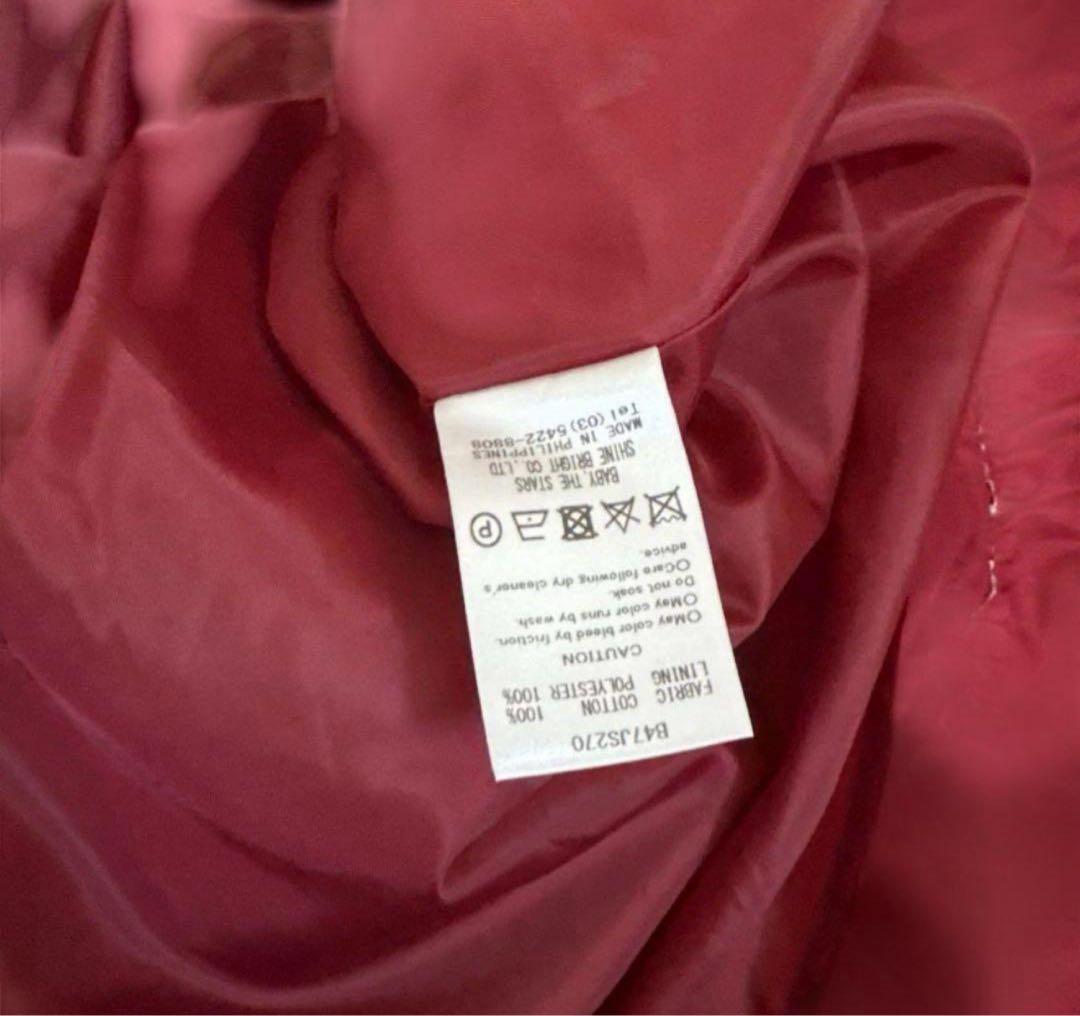 B47JS270
FABRIC COTTON 100%
LINING POLYESTER 100%
CAUTION
○May color bleed by friction.
○May color runs by wash.
Do not soak.
○Care following dry cleaner's
advice.
P
BABY, THE STARS
SHINE BRIGHT CO., LTD
MADE IN PHILIPPINES
Tel (03) 5422-8808